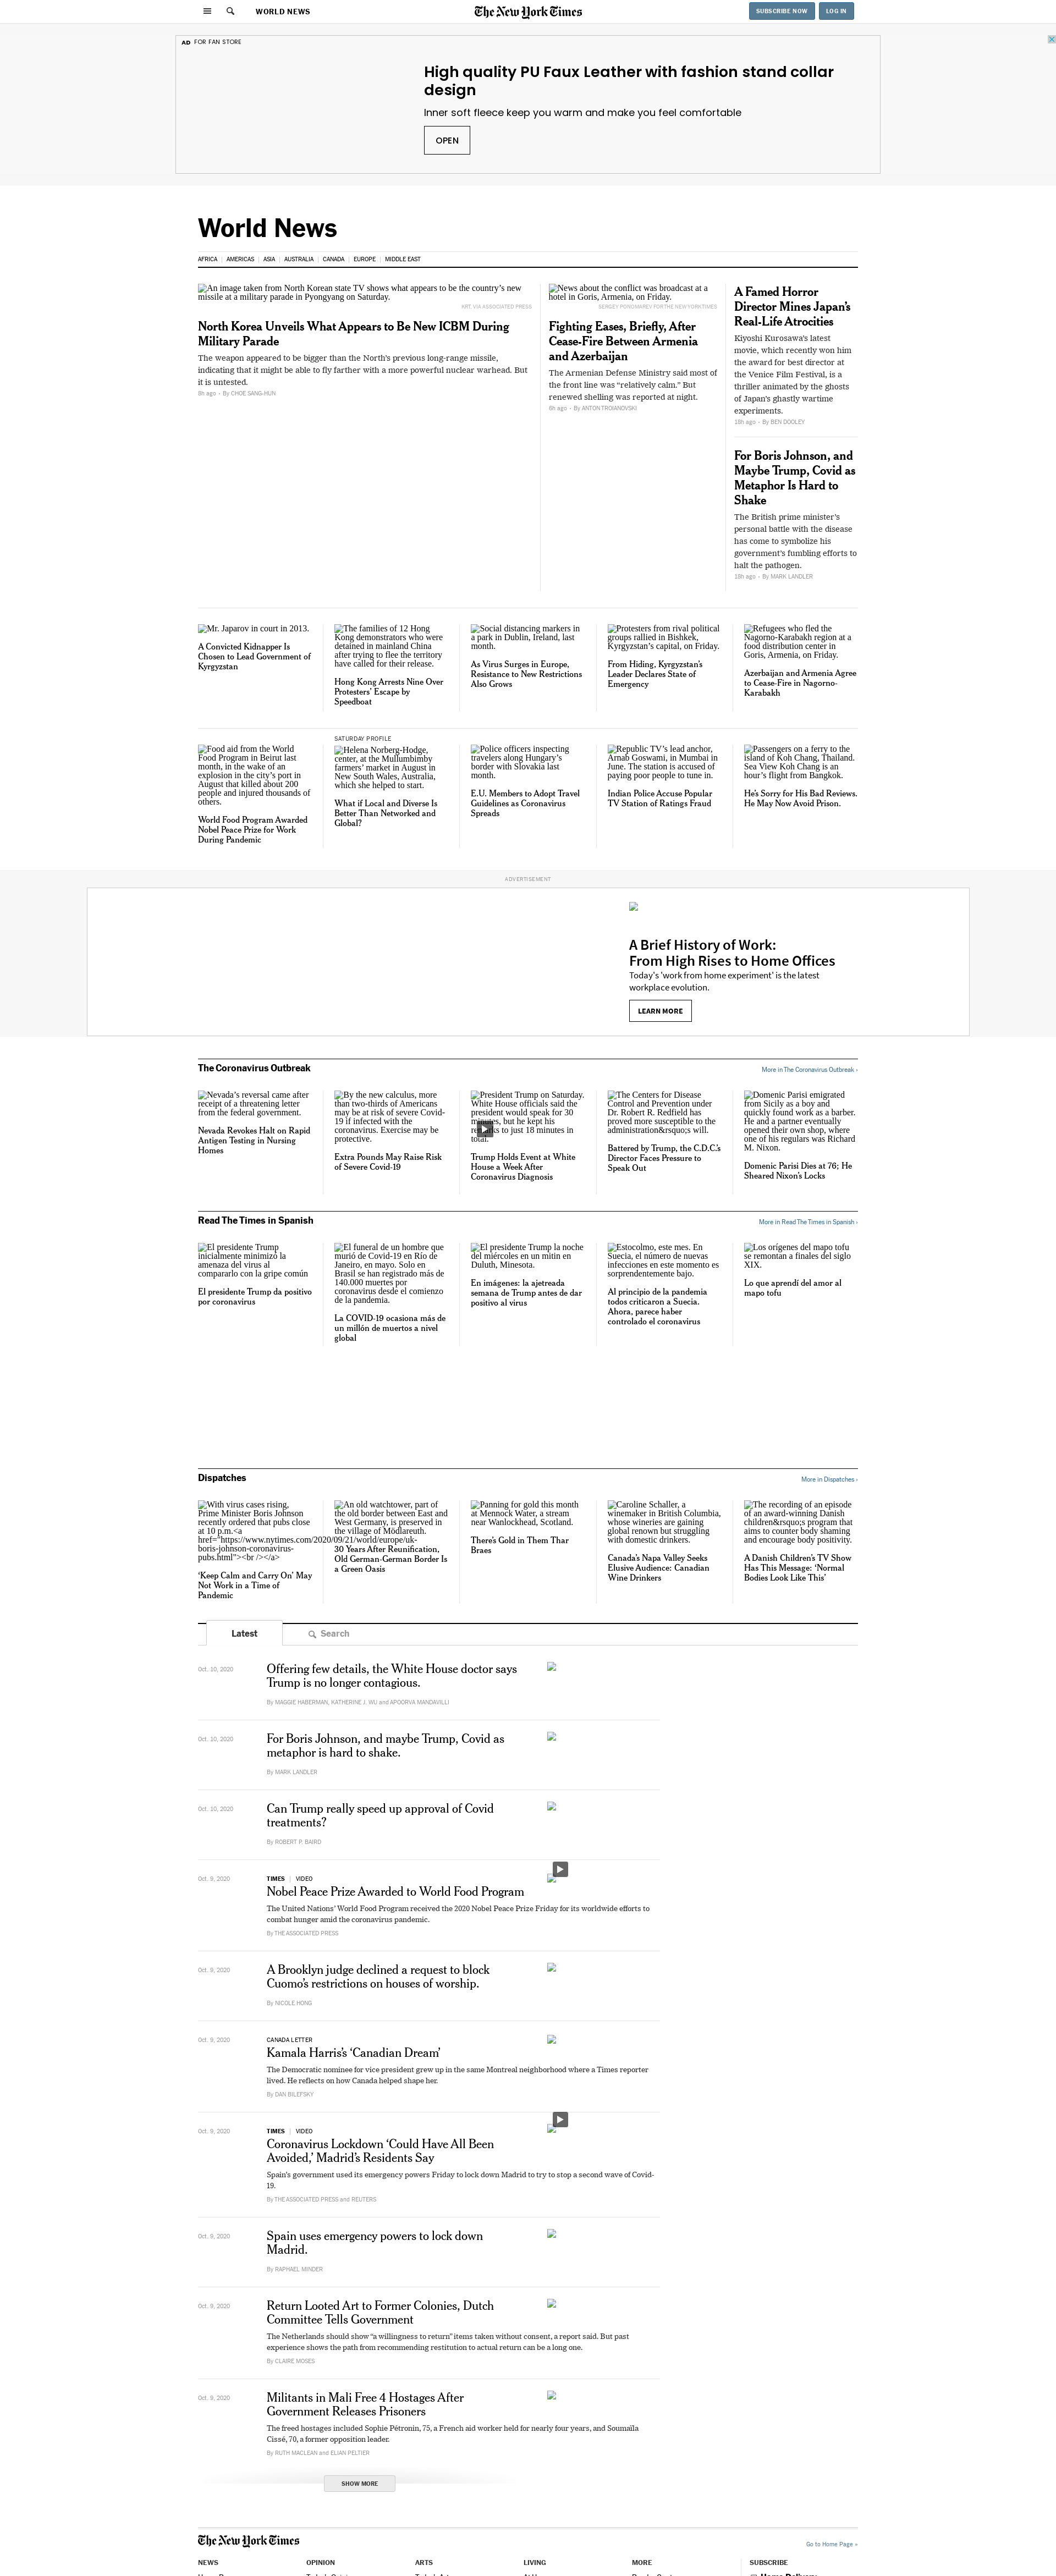 WORLD NEWS
The New York Times
SUBSCRIBE NOW
LOG IN
AD FOR FAN STORE
High quality PU Faux Leather with fashion stand collar
design
Inner soft fleece keep you warm and make you feel comfortable
OPEN
World News
AFRICA
AMERICAS
ASIA
AUSTRALIA
CANADA
EUROPE
MIDDLE EAST
An image taken from North Korean state TV shows what appears to be the country's new
missile at a military parade in Pyongyang on Saturday.
KRT, VIA ASSOCIATED PRESS
North Korea Unveils What Appears to Be New ICBM During
Military Parade
The weapon appeared to be bigger than the North's previous long-range missile,
indicating that it might be able to fly farther with a more powerful nuclear warhead. But
it is untested.
8h ago • By CHOE SANG-HUN
News about the conflict was broadcast at a
hotel in Goris, Armenia, on Friday.
SERGEY PONOMAREV FOR THE NEW YORK TIMES
Fighting Eases, Briefly, After
Cease-Fire Between Armenia
and Azerbaijan
The Armenian Defense Ministry said most of
the front line was “relatively calm.” But
renewed shelling was reported at night.
6h ago • By ANTON TROIANOVSKI
A Famed Horror
Director Mines Japan’s
Real-Life Atrocities
Kiyoshi Kurosawa’s latest
movie, which recently won him
the award for best director at
the Venice Film Festival, is a
thriller animated by the ghosts
of Japan’s ghastly wartime
experiments.
18h ago • By BEN DOOLEY
For Boris Johnson, and
Maybe Trump, Covid as
Metaphor Is Hard to
Shake
The British prime minister’s
personal battle with the disease
has come to symbolize his
government’s fumbling efforts to
halt the pathogen.
18h ago • By MARK LANDLER
Mr. Japarov in court in 2013.
A Convicted Kidnapper Is
Chosen to Lead Government of
Kyrgyzstan
The families of 12 Hong
Kong demonstrators who were
detained in mainland China
after trying to flee the territory
have called for their release.
Hong Kong Arrests Nine Over
Protesters’ Escape by
Speedboat
Social distancing markers in
a park in Dublin, Ireland, last
month.
As Virus Surges in Europe,
Resistance to New Restrictions
Also Grows
Protesters from rival political
groups rallied in Bishkek,
Kyrgyzstan’s capital, on Friday.
From Hiding, Kyrgyzstan’s
Leader Declares State of
Emergency
Refugees who fled the
Nagorno-Karabakh region at a
food distribution center in
Goris, Armenia, on Friday.
Azerbaijan and Armenia Agree
to Cease-Fire in Nagorno-
Karabakh
Food aid from the World
Food Program in Beirut last
month, in the wake of an
explosion in the city’s port in
August that killed about 200
people and injured thousands of
others.
World Food Program Awarded
Nobel Peace Prize for Work
During Pandemic
SATURDAY PROFILE
Helena Norberg-Hodge,
center, at the Mullumbimby
farmers’ market in August in
New South Wales, Australia,
which she helped to start.
What if Local and Diverse Is
Better Than Networked and
Global?
Police officers inspecting
travelers along Hungary’s
border with Slovakia last
month.
E.U. Members to Adopt Travel
Guidelines as Coronavirus
Spreads
Republic TV’s lead anchor,
Arnab Goswami, in Mumbai in
June. The station is accused of
paying poor people to tune in.
Indian Police Accuse Popular
TV Station of Ratings Fraud
Passengers on a ferry to the
island of Koh Chang, Thailand.
Sea View Koh Chang is an
hour’s flight from Bangkok.
He’s Sorry for His Bad Reviews.
He May Now Avoid Prison.
ADVERTISEMENT
A Brief History of Work:
From High Rises to Home Offices
Today's 'work from home experiment' is the latest
workplace evolution.
LEARN MORE
The Coronavirus Outbreak
More in The Coronavirus Outbreak ›
Nevada’s reversal came after
receipt of a threatening letter
from the federal government.
Nevada Revokes Halt on Rapid
Antigen Testing in Nursing
Homes
By the new calculus, more
than two-thirds of Americans
may be at risk of severe Covid-
19 if infected with the
coronavirus. Exercise may be
protective.
Extra Pounds May Raise Risk
of Severe Covid-19
President Trump on Saturday.
White House officials said the
president would speak for 30
minutes, but he kept his
remarks to just 18 minutes in
total.
Trump Holds Event at White
House a Week After
Coronavirus Diagnosis
The Centers for Disease
Control and Prevention under
Dr. Robert R. Redfield has
proved more susceptible to the
administration&rsquo;s will.
Battered by Trump, the C.D.C.’s
Director Faces Pressure to
Speak Out
Domenic Parisi emigrated
from Sicily as a boy and
quickly found work as a barber.
He and a partner eventually
opened their own shop, where
one of his regulars was Richard
M. Nixon.
Domenic Parisi Dies at 76; He
Sheared Nixon’s Locks
Read The Times in Spanish
More in Read The Times in Spanish ›
El presidente Trump
inicialmente minimizó la
amenaza del virus al
compararlo con la gripe común
El presidente Trump da positivo
por coronavirus
El funeral de un hombre que
murió de Covid-19 en Río de
Janeiro, en mayo. Solo en
Brasil se han registrado más de
140.000 muertes por
coronavirus desde el comienzo
de la pandemia.
La COVID-19 ocasiona más de
un millón de muertos a nivel
global
El presidente Trump la noche
del miércoles en un mitin en
Duluth, Minesota.
En imágenes: la ajetreada
semana de Trump antes de dar
positivo al virus
Estocolmo, este mes. En
Suecia, el número de nuevas
infecciones en este momento es
sorprendentemente bajo.
Al principio de la pandemia
todos criticaron a Suecia.
Ahora, parece haber
controlado el coronavirus
Los orígenes del mapo tofu
se remontan a finales del siglo
XIX.
Lo que aprendí del amor al
mapo tofu
Dispatches
More in Dispatches ›
With virus cases rising,
Prime Minister Boris Johnson
recently ordered that pubs close
at 10 p.m.<a
href="https://www.nytimes.com/2020/09/21/world/europe/uk-
boris-johnson-coronavirus-
pubs.html"><br /></a>
‘Keep Calm and Carry On’ May
Not Work in a Time of
Pandemic
An old watchtower, part of
the old border between East and
West Germany, is preserved in
the village of Mödlareuth.
30 Years After Reunification,
Old German-German Border Is
a Green Oasis
Panning for gold this month
at Mennock Water, a stream
near Wanlockhead, Scotland.
There’s Gold in Them Thar
Braes
Caroline Schaller, a
winemaker in British Columbia,
whose wineries are gaining
global renown but struggling
with domestic drinkers.
Canada’s Napa Valley Seeks
Elusive Audience: Canadian
Wine Drinkers
The recording of an episode
of an award-winning Danish
children&rsquo;s program that
aims to counter body shaming
and encourage body positivity.
A Danish Children’s TV Show
Has This Message: ‘Normal
Bodies Look Like This’
Latest
Search
Oct. 10, 2020
Offering few details, the White House doctor says
Trump is no longer contagious.
By MAGGIE HABERMAN, KATHERINE J. WU and APOORVA MANDAVILLI
Oct. 10, 2020
For Boris Johnson, and maybe Trump, Covid as
metaphor is hard to shake.
By MARK LANDLER
Oct. 10, 2020
Can Trump really speed up approval of Covid
treatments?
By ROBERT P. BAIRD
Oct. 9, 2020
TIMES | VIDEO
Nobel Peace Prize Awarded to World Food Program
The United Nations’ World Food Program received the 2020 Nobel Peace Prize Friday for its worldwide efforts to
combat hunger amid the coronavirus pandemic.
By THE ASSOCIATED PRESS
Oct. 9, 2020
A Brooklyn judge declined a request to block
Cuomo’s restrictions on houses of worship.
By NICOLE HONG
Oct. 9, 2020
CANADA LETTER
Kamala Harris’s ‘Canadian Dream’
The Democratic nominee for vice president grew up in the same Montreal neighborhood where a Times reporter
lived. He reflects on how Canada helped shape her.
By DAN BILEFSKY
Oct. 9, 2020
TIMES | VIDEO
Coronavirus Lockdown ‘Could Have All Been
Avoided,’ Madrid’s Residents Say
Spain’s government used its emergency powers Friday to lock down Madrid to try to stop a second wave of Covid-
19.
By THE ASSOCIATED PRESS and REUTERS
Oct. 9, 2020
Spain uses emergency powers to lock down
Madrid.
By RAPHAEL MINDER
Oct. 9, 2020
Return Looted Art to Former Colonies, Dutch
Committee Tells Government
The Netherlands should show “a willingness to return” items taken without consent, a report said. But past
experience shows the path from recommending restitution to actual return can be a long one.
By CLAIRE MOSES
Oct. 9, 2020
Militants in Mali Free 4 Hostages After
Government Releases Prisoners
The freed hostages included Sophie Pétronin, 75, a French aid worker held for nearly four years, and Soumaïla
Cissé, 70, a former opposition leader.
By RUTH MACLEAN and ELIAN PELTIER
SHOW MORE
The New York Times
Go to Home Page »
NEWS
OPINION
ARTS
LIVING
MORE
SUBSCRIBE